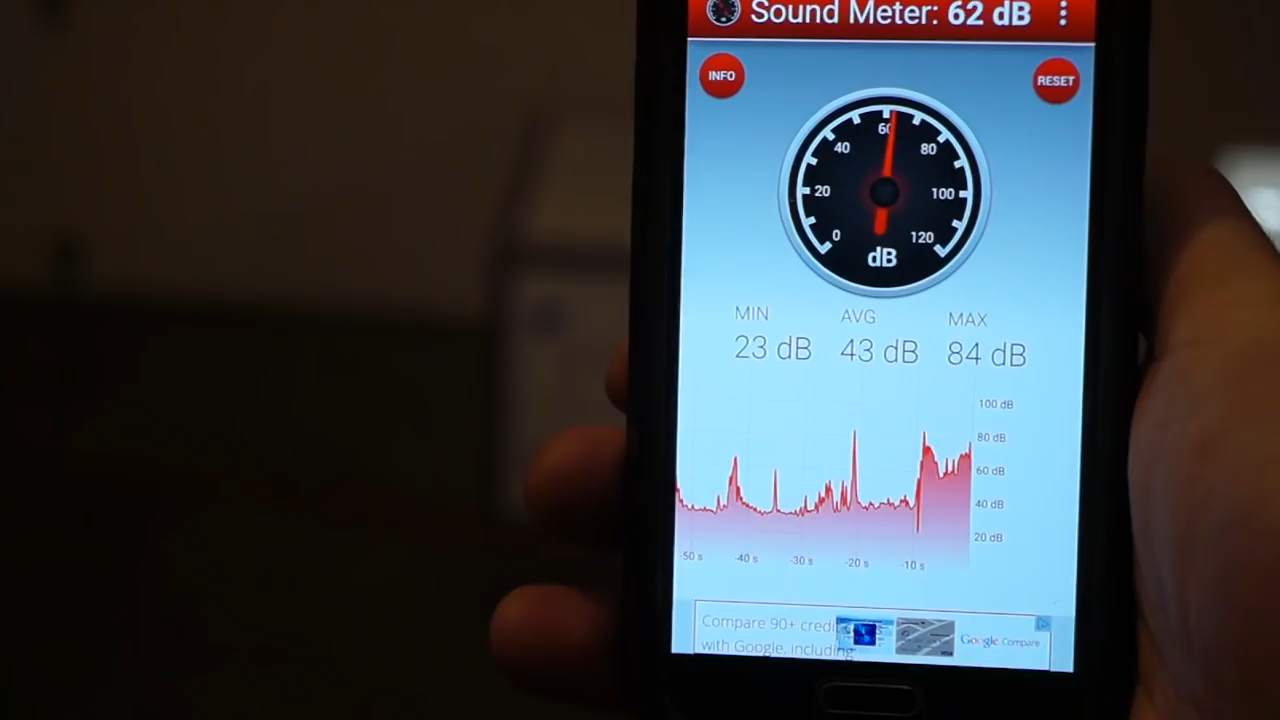 Sound Meter: 62 dB
INFO
RESET
0
20
40
60
80
100
120
dB
MIN AVG MAX
23 dB 43 dB 84 dB
100 dB
80 dB
60 dB
40 dB
20 dB
-50 s -40 s -30 s -20 s -10 s
Compare 90+
with Google, including
Google Compare